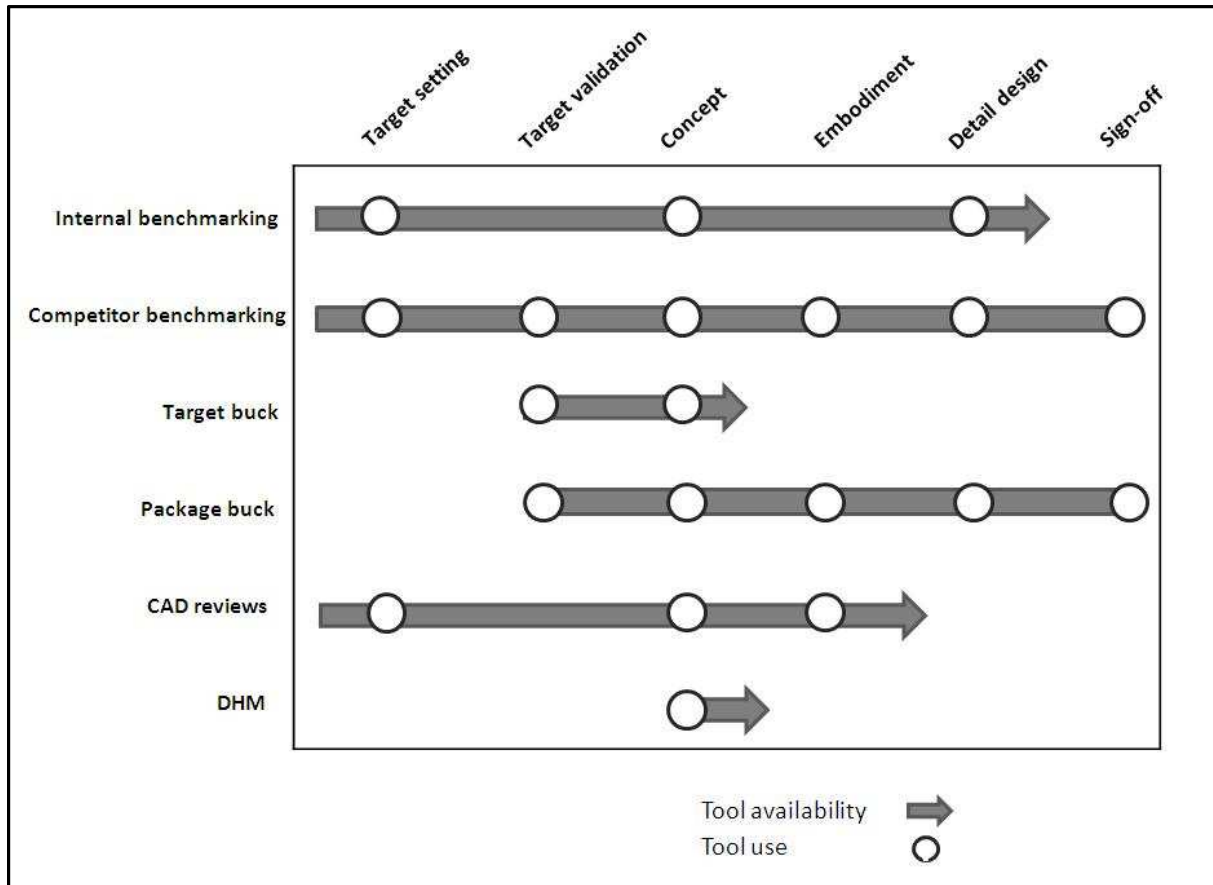 Target setting
Target validation
Concept
Embodiment
Detail design
Sign-off
Internal benchmarking
Competitor benchmarking
Target buck
Package buck
CAD reviews
DHM
Tool availability
Tool use